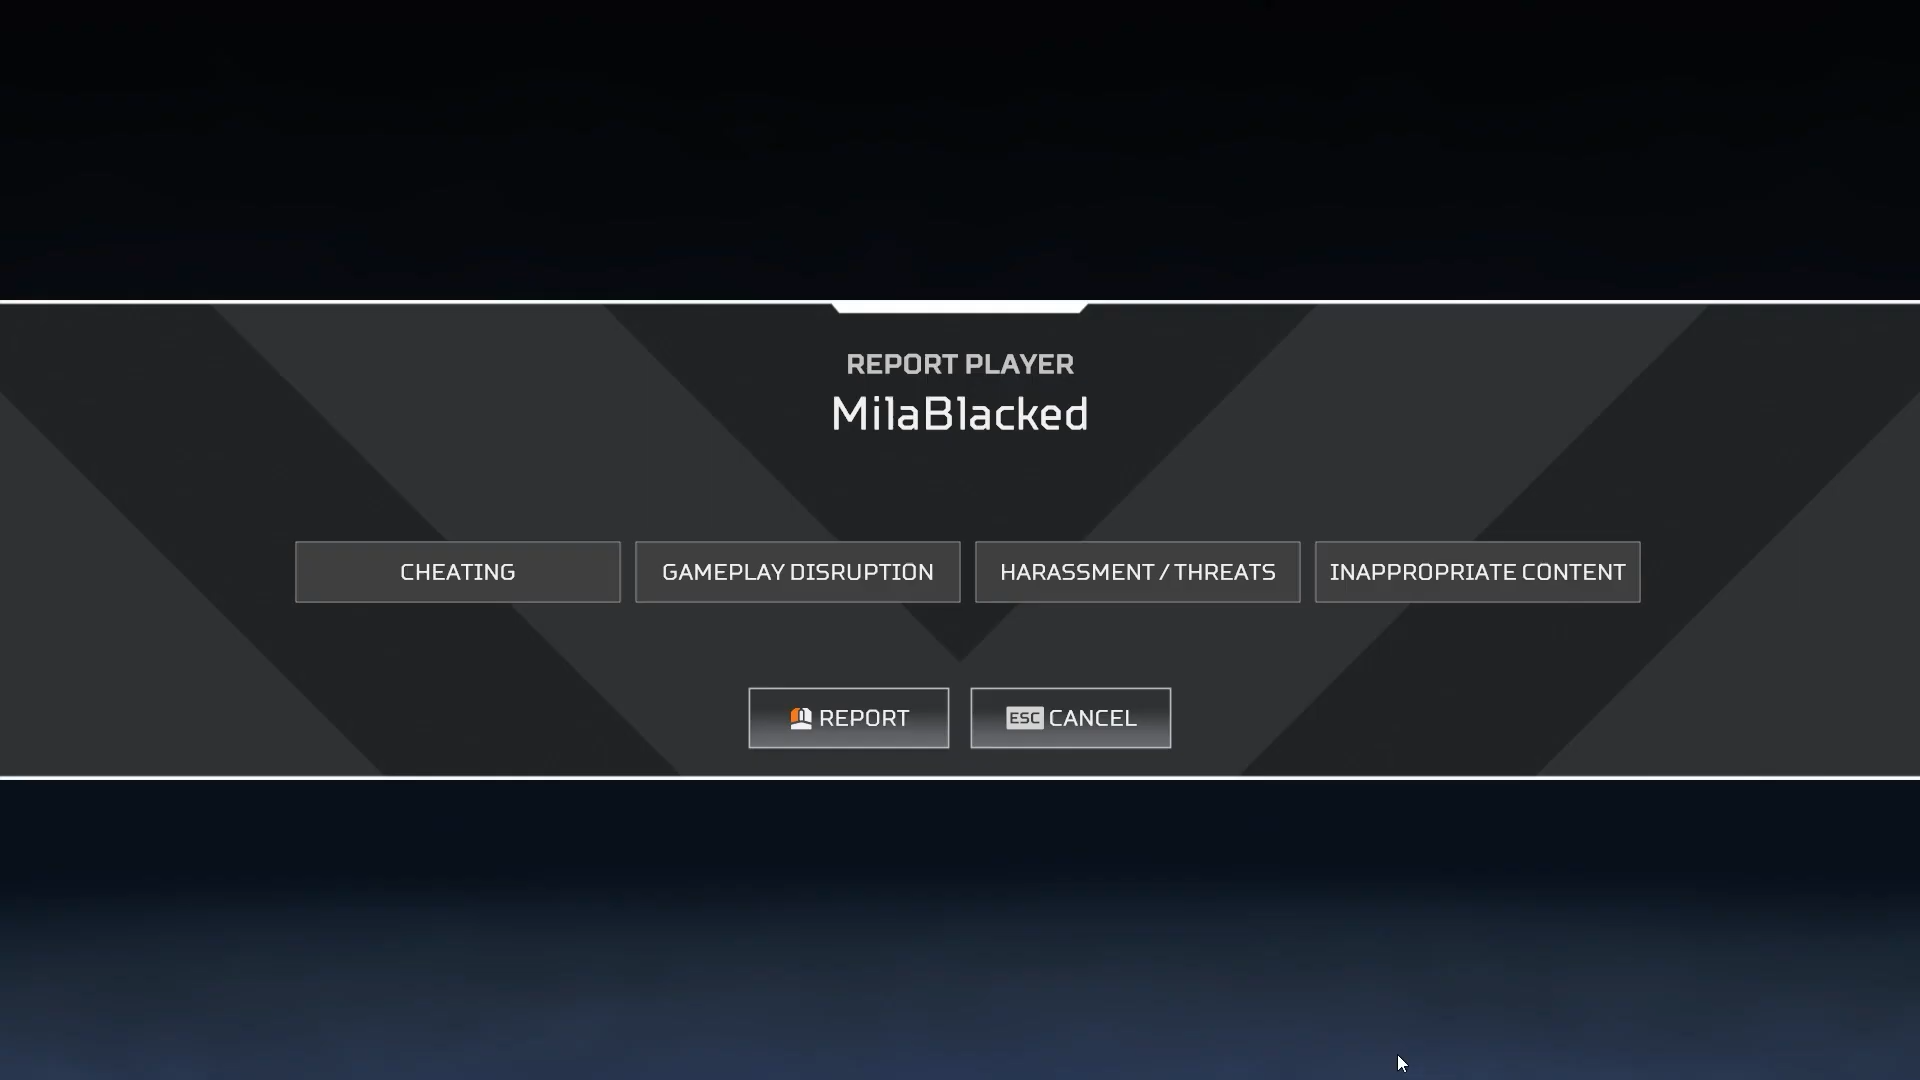 REPORT PLAYER
MilaBlacked
CHEATING
GAMEPLAY DISRUPTION
HARASSMENT / THREATS
INAPPROPRIATE CONTENT
REPORT
ESC CANCEL